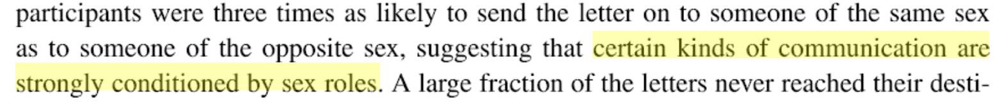 participants were three times as likely to send the letter on to someone of the same sex
as to someone of the opposite sex, suggesting that certain kinds of communication are
strongly conditioned by sex roles. A large fraction of the letters never reached their desti-